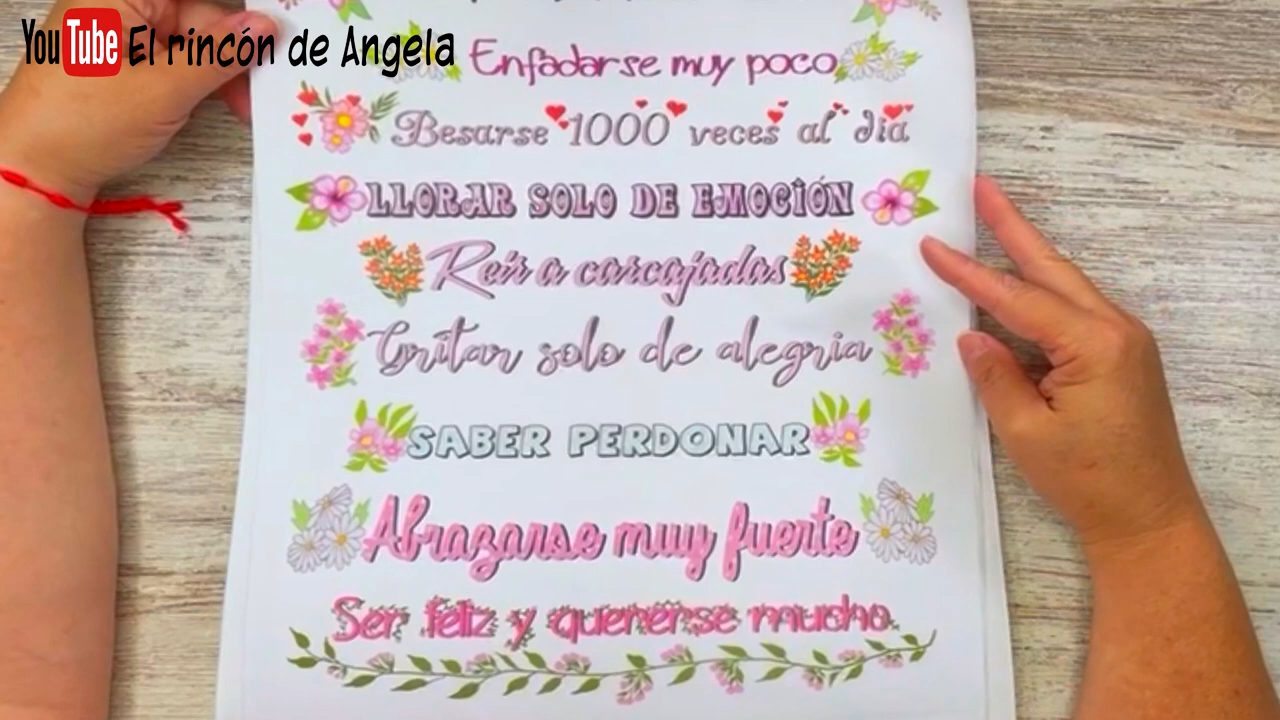 YouTube El rincón de Angela
Enfadarse muy poco
Besarse 1000 veces al día
LLORAR SOLO DE EMOCIÓN
Reír a carcajadas
Gritar solo de alegria
SABER PERDONAR
Abrazarse muy fuerte
Ser feliz y quererse mucho.